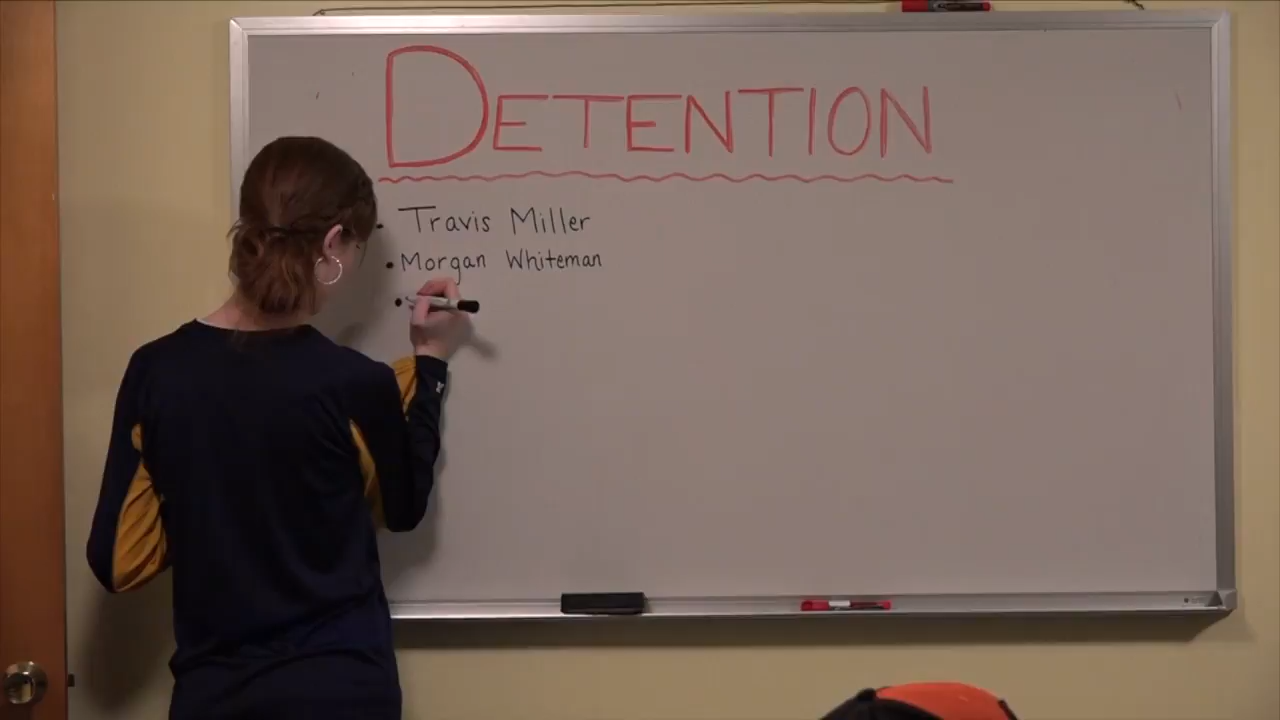 DETENTION
• Travis Miller
• Morgan Whiteman
•